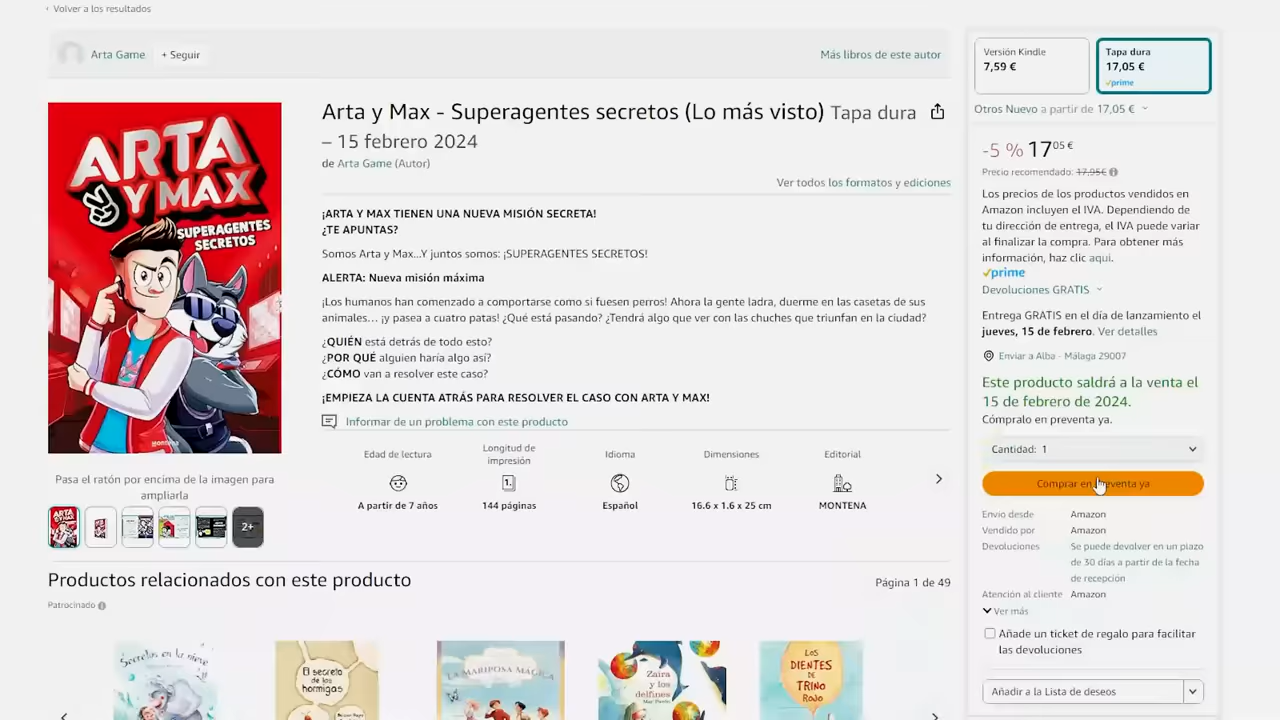 ‹ Volver a los resultados
Arta Game + Seguir
Más libros de este autor
ARTA
Y MAX
SUPERAGENTES
SECRETOS
Montena
Pasa el ratón por encima de la imagen para
ampliarla
2+
Arta y Max - Superagentes secretos (Lo más visto) Tapa dura
– 15 febrero 2024
de Arta Game (Autor)
Ver todos los formatos y ediciones
¡ARTA Y MAX TIENEN UNA NUEVA MISIÓN SECRETA!
¿TE APUNTAS?
Somos Arta y Max...Y juntos somos: ¡SUPERAGENTES SECRETOS!
ALERTA: Nueva misión máxima
¡Los humanos han comenzado a comportarse como si fuesen perros! Ahora la gente ladra, duerme en las casetas de sus
animales... ¡y pasea a cuatro patas! ¿Qué está pasando? ¿Tendrá algo que ver con las chuches que triunfan en la ciudad?
¿QUIÉN está detrás de todo esto?
¿POR QUÉ alguien haría algo así?
¿CÓMO van a resolver este caso?
¡EMPIEZA LA CUENTA ATRÁS PARA RESOLVER EL CASO CON ARTA Y MAX!
Informar de un problema con este producto
Edad de lectura
A partir de 7 años
Longitud de
impresión
144 páginas
Idioma
Español
Dimensiones
16.6 x 1.6 x 25 cm
Editorial
MONTENA
Productos relacionados con este producto
Página 1 de 49
Patrocinado
Secretos en la nieve
El secreto
de las
hormigas
LA MARIPOSA MÁGICA
Zaira
y los
delfines
LOS
DIENTES
DE
TRINO
ROJO
Versión Kindle
7,59 €
Tapa dura
17,05 €
prime
Otros Nuevo a partir de 17,05 €
-5 % 17 05 €
Precio recomendado: 17,95€
Los precios de los productos vendidos en
Amazon incluyen el IVA. Dependiendo de
tu dirección de entrega, el IVA puede variar
al finalizar la compra. Para obtener más
información, haz clic aquí.
prime
Devoluciones GRATIS
Entrega GRATIS en el día de lanzamiento el
jueves, 15 de febrero. Ver detalles
Enviar a Alba - Málaga 29007
Este producto saldrá a la venta el
15 de febrero de 2024.
Cómpralo en preventa ya.
Cantidad: 1
Comprar en preventa ya
Envío desde Amazon
Vendido por Amazon
Devoluciones Se puede devolver en un plazo
de 30 días a partir de la fecha
de recepción
Atención al cliente Amazon
Ver más
Añade un ticket de regalo para facilitar
las devoluciones
Añadir a la Lista de deseos